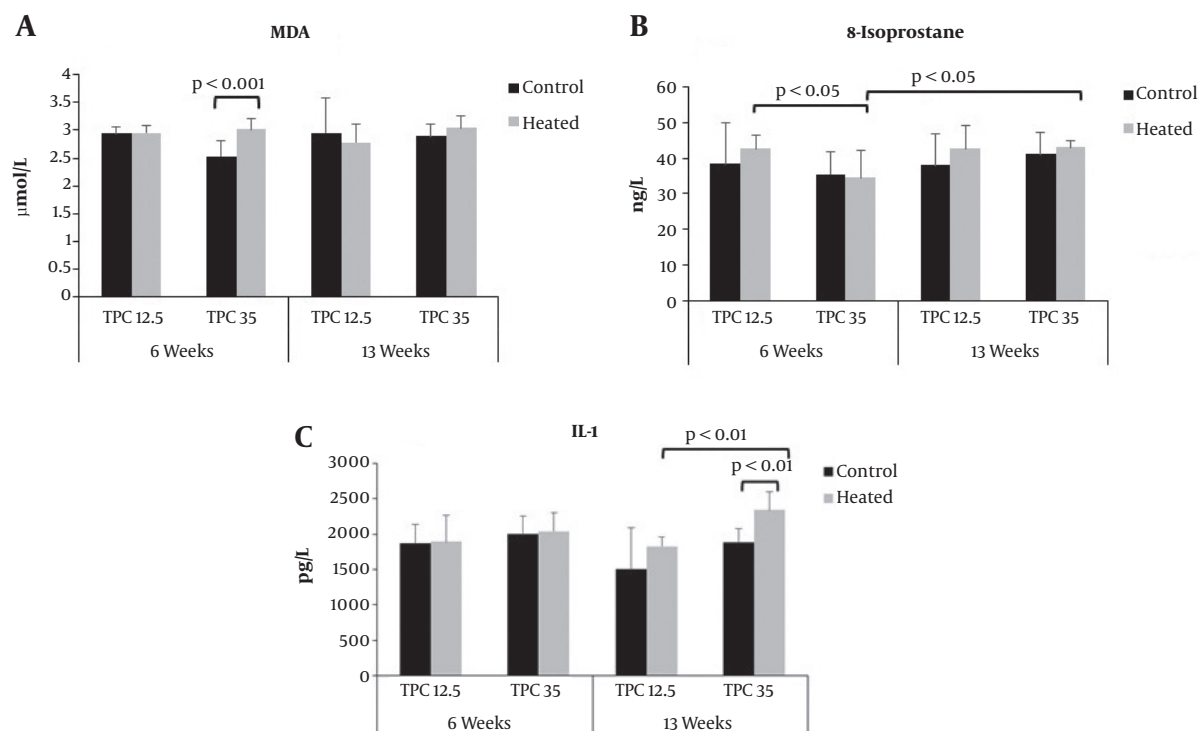 A
MDA
p < 0.001
Control
Heated
4
3.5
3
2.5
2
1.5
1
0.5
0
µmol/L
TPC 12.5 TPC 35 TPC 12.5 TPC 35
6 Weeks 13 Weeks
B
8-Isoprostane
p < 0.05
p < 0.05
Control
Heated
60
50
40
30
20
10
0
ng/L
TPC 12.5 TPC 35 TPC 12.5 TPC 35
6 Weeks 13 Weeks
C
IL-1
p < 0.01
p < 0.01
Control
Heated
3000
2500
2000
1500
1000
500
0
pg/L
TPC 12.5 TPC 35 TPC 12.5 TPC 35
6 Weeks 13 Weeks